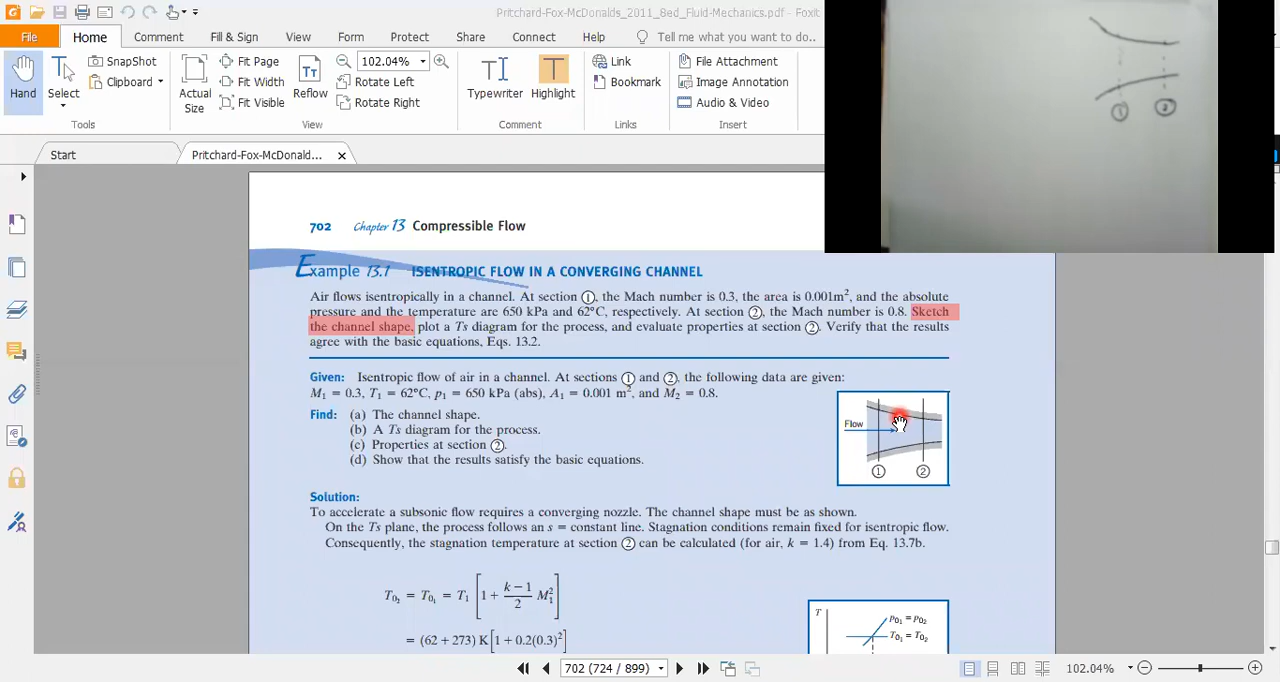 Pritchard-Fox-McDonalds_2011_8ed_Fluid-Mechanics.pdf - Foxit
File
Home
Comment
Fill & Sign
View
Form
Protect
Share
Connect
Help
Tell me what you want to do...
Hand
Select
SnapShot
Clipboard
Tools
Actual
Size
Fit Page
Fit Width
Fit Visible
Reflow
102.04%
Rotate Left
Rotate Right
View
Typewriter
Highlight
Comment
Link
Bookmark
Links
File Attachment
Image Annotation
Audio & Video
Insert
Start
Pritchard-Fox-McDonald...
1
2
702 Chapter 13 Compressible Flow
Example 13.1 ISENTROPIC FLOW IN A CONVERGING CHANNEL
Air flows isentropically in a channel. At section ①, the Mach number is 0.3, the area is 0.001m², and the absolute
pressure and the temperature are 650 kPa and 62°C, respectively. At section ②, the Mach number is 0.8. Sketch
the channel shape, plot a Ts diagram for the process, and evaluate properties at section ②. Verify that the results
agree with the basic equations, Eqs. 13.2.
Given: Isentropic flow of air in a channel. At sections ① and ②, the following data are given:
M₁ = 0.3, T₁ = 62°C, p₁ = 650 kPa (abs), A₁ = 0.001 m², and M₂ = 0.8.
Find: (a) The channel shape.
(b) A Ts diagram for the process.
(c) Properties at section ②.
(d) Show that the results satisfy the basic equations.
Flow
① ②
Solution:
To accelerate a subsonic flow requires a converging nozzle. The channel shape must be as shown.
On the Ts plane, the process follows an s = constant line. Stagnation conditions remain fixed for isentropic flow.
Consequently, the stagnation temperature at section ② can be calculated (for air, k = 1.4) from Eq. 13.7b.
T₀₂ = T₀₁ = T₁ [1 + (k−1)/2 M₁²]
= (62 + 273) K[1 + 0.2(0.3)²]
T
p₀₁ = p₀₂
T₀₁ = T₀₂
702 (724 / 899)
102.04%